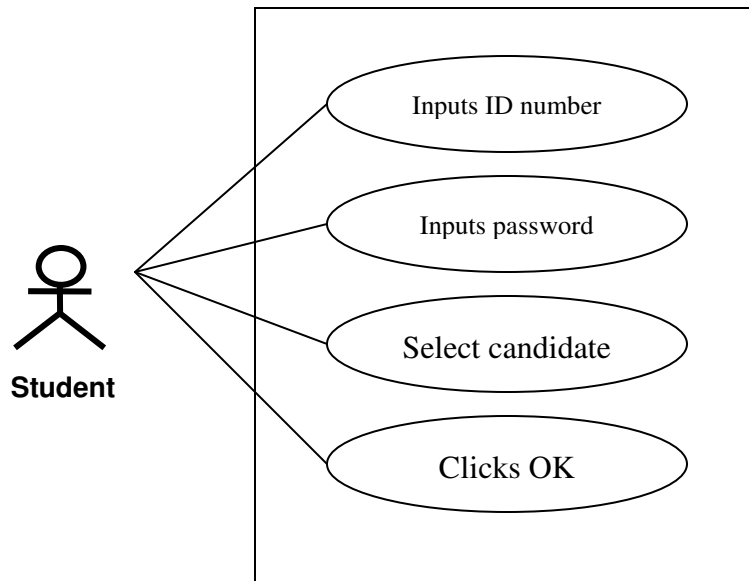 Inputs ID number
Inputs password
Select candidate
Student
Clicks OK